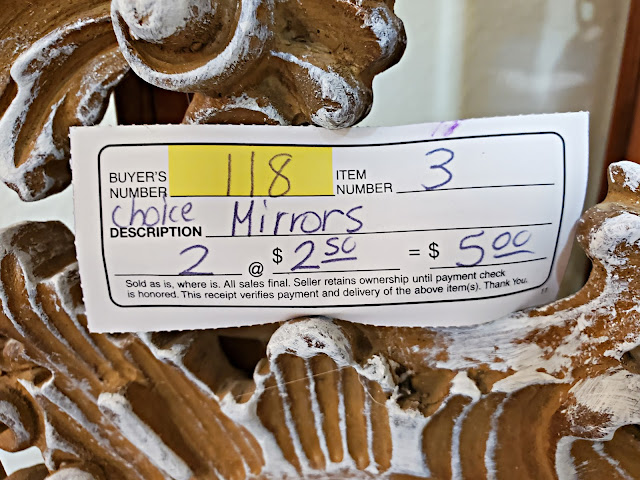 BUYER'S NUMBER 118 ITEM NUMBER 3
choice
DESCRIPTION Mirrors
2 @ $ 2 50 = $ 5 00
Sold as is, where is. All sales final. Seller retains ownership until payment check
is honored. This receipt verifies payment and delivery of the above item(s). Thank You.